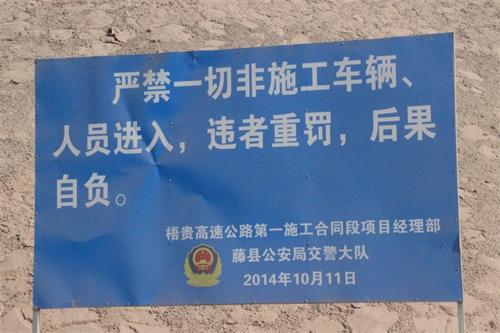 严禁一切非施工车辆、
人员进入，违者重罚，后果
自负。
梧贵高速公路第一施工合同段项目经理部
藤县公安局交警大队
2014年10月11日